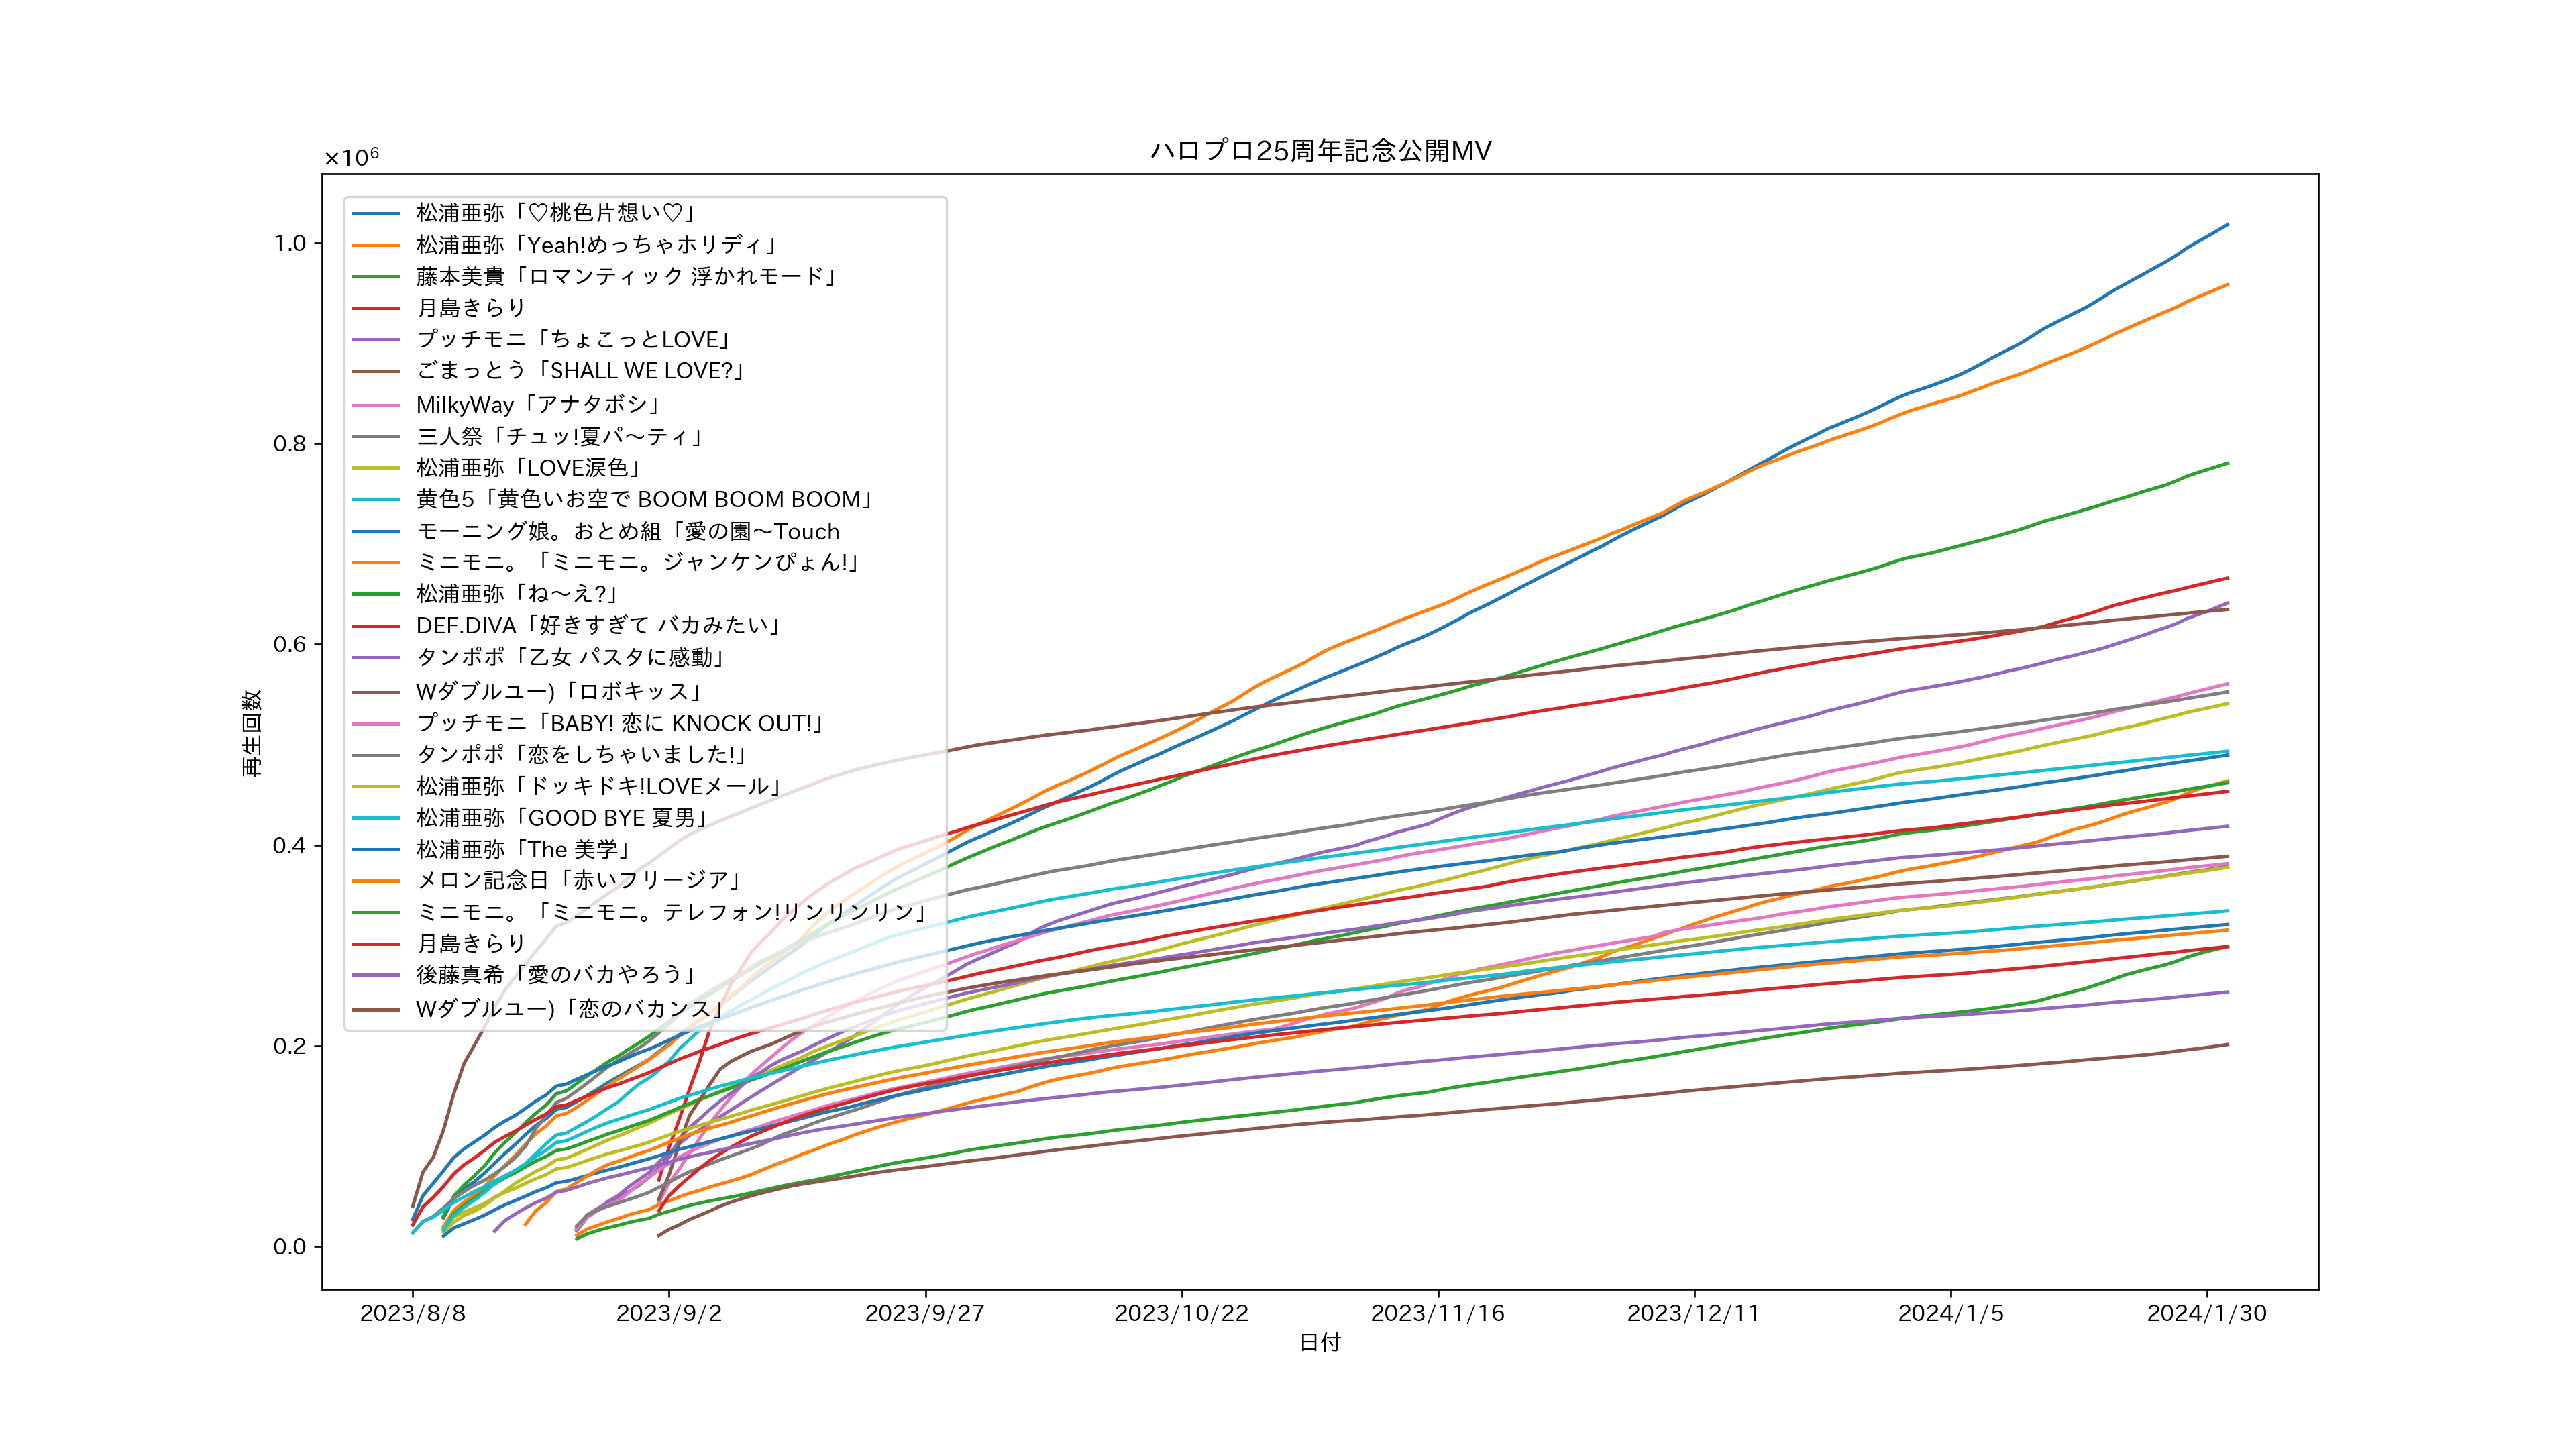 ハロプロ25周年記念公開MV
×10⁶
1.0
0.8
0.6
0.4
0.2
0.0
再生回数
松浦亜弥「♡桃色片想い♡」
松浦亜弥「Yeah!めっちゃホリディ」
藤本美貴「ロマンティック 浮かれモード」
月島きらり
プッチモニ「ちょこっとLOVE」
ごまっとう「SHALL WE LOVE?」
MilkyWay「アナタボシ」
三人祭「チュッ!夏パ〜ティ」
松浦亜弥「LOVE涙色」
黄色5「黄色いお空で BOOM BOOM BOOM」
モーニング娘。おとめ組「愛の園〜Touch
ミニモニ。「ミニモニ。ジャンケンぴょん!」
松浦亜弥「ね〜え?」
DEF.DIVA「好きすぎて バカみたい」
タンポポ「乙女 パスタに感動」
Wダブルユー)「ロボキッス」
プッチモニ「BABY! 恋に KNOCK OUT!」
タンポポ「恋をしちゃいました!」
松浦亜弥「ドッキドキ!LOVEメール」
松浦亜弥「GOOD BYE 夏男」
松浦亜弥「The 美学」
メロン記念日「赤いフリージア」
ミニモニ。「ミニモニ。テレフォン!リンリンリン」
月島きらり
後藤真希「愛のバカやろう」
Wダブルユー)「恋のバカンス」
2023/8/8
2023/9/2
2023/9/27
2023/10/22
2023/11/16
2023/12/11
2024/1/5
2024/1/30
日付